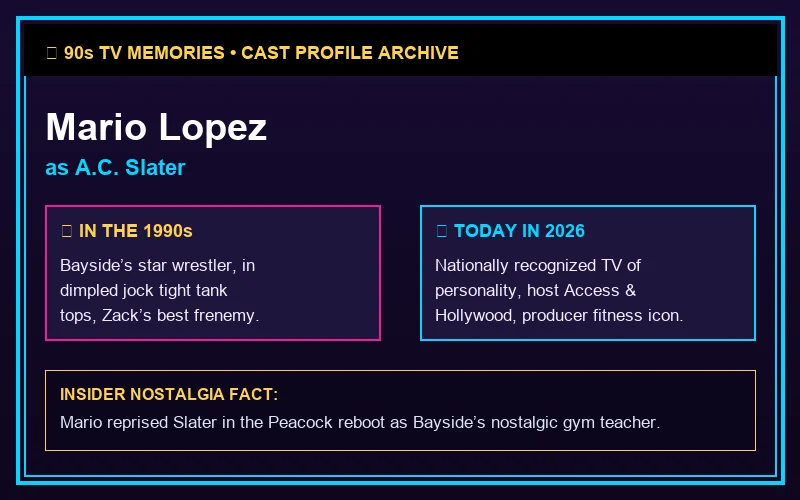 90s TV MEMORIES • CAST PROFILE ARCHIVE
Mario Lopez
as A.C. Slater
IN THE 1990s
Bayside’s star wrestler, in
dimpled jock tight tank
tops, Zack’s best frenemy.
TODAY IN 2026
Nationally recognized TV of
personality, host Access &
Hollywood, producer fitness icon.
INSIDER NOSTALGIA FACT:
Mario reprised Slater in the Peacock reboot as Bayside’s nostalgic gym teacher.